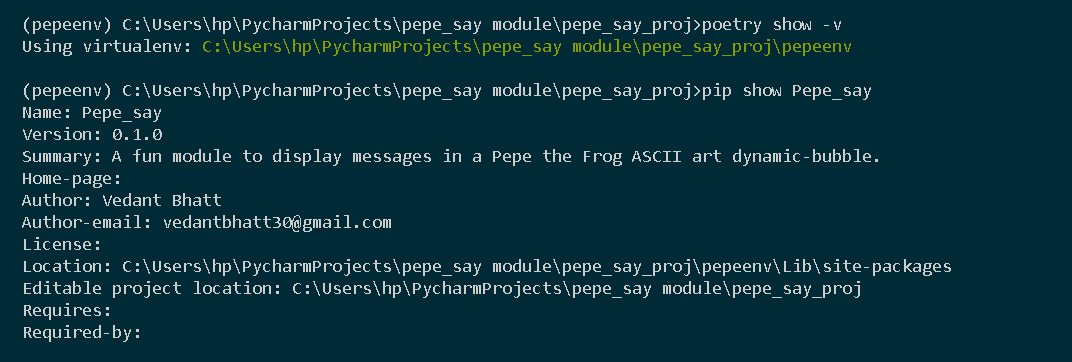 (pepeenv) C:\Users\hp\PycharmProjects\pepe_say module\pepe_say_proj>poetry show -v
Using virtualenv: C:\Users\hp\PycharmProjects\pepe_say module\pepe_say_proj\pepeenv
(pepeenv) C:\Users\hp\PycharmProjects\pepe_say module\pepe_say_proj>pip show Pepe_say
Name: Pepe_say
Version: 0.1.0
Summary: A fun module to display messages in a Pepe the Frog ASCII art dynamic-bubble.
Home-page:
Author: Vedant Bhatt
Author-email: vedantbhatt30@gmail.com
License:
Location: C:\Users\hp\PycharmProjects\pepe_say module\pepe_say_proj\pepeenv\Lib\site-packages
Editable project location: C:\Users\hp\PycharmProjects\pepe_say module\pepe_say_proj
Requires:
Required-by: